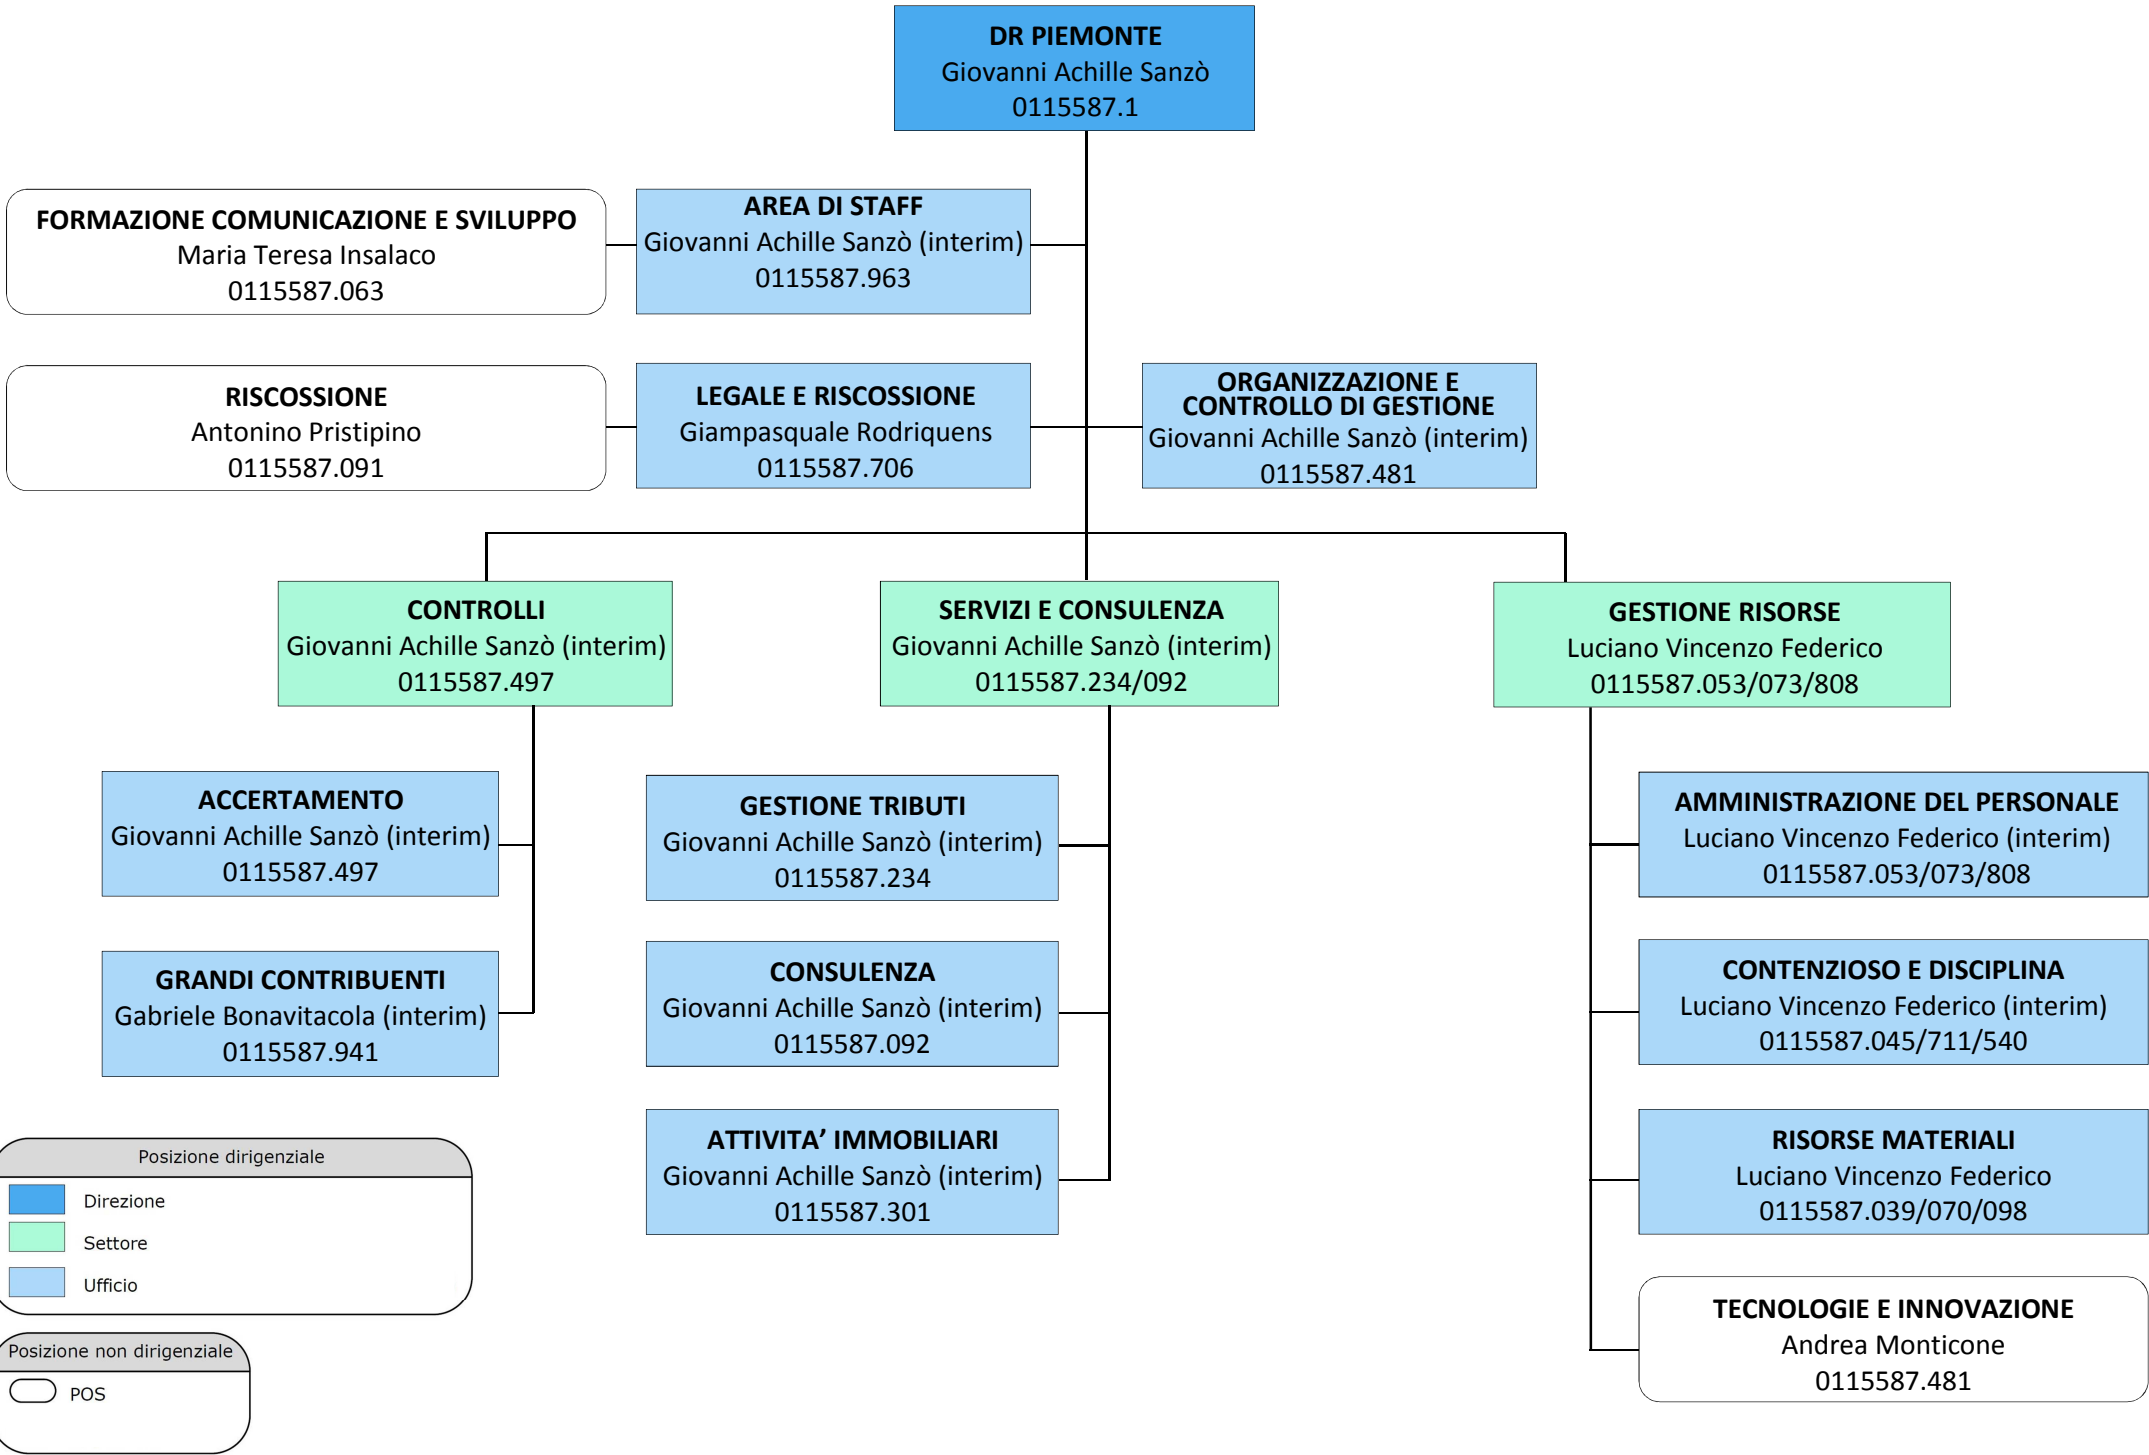 DR PIEMONTE
Giovanni Achille Sanzò
0115587.1
FORMAZIONE COMUNICAZIONE E SVILUPPO
Maria Teresa Insalaco
0115587.063
AREA DI STAFF
Giovanni Achille Sanzò (interim)
0115587.963
RISCOSSIONE
Antonino Pristipino
0115587.091
LEGALE E RISCOSSIONE
Giampasquale Rodriquens
0115587.706
ORGANIZZAZIONE E
CONTROLLO DI GESTIONE
Giovanni Achille Sanzò (interim)
0115587.481
CONTROLLI
Giovanni Achille Sanzò (interim)
0115587.497
SERVIZI E CONSULENZA
Giovanni Achille Sanzò (interim)
0115587.234/092
GESTIONE RISORSE
Luciano Vincenzo Federico
0115587.053/073/808
ACCERTAMENTO
Giovanni Achille Sanzò (interim)
0115587.497
GRANDI CONTRIBUENTI
Gabriele Bonavitacola (interim)
0115587.941
GESTIONE TRIBUTI
Giovanni Achille Sanzò (interim)
0115587.234
CONSULENZA
Giovanni Achille Sanzò (interim)
0115587.092
ATTIVITA’ IMMOBILIARI
Giovanni Achille Sanzò (interim)
0115587.301
AMMINISTRAZIONE DEL PERSONALE
Luciano Vincenzo Federico (interim)
0115587.053/073/808
CONTENZIOSO E DISCIPLINA
Luciano Vincenzo Federico (interim)
0115587.045/711/540
RISORSE MATERIALI
Luciano Vincenzo Federico
0115587.039/070/098
TECNOLOGIE E INNOVAZIONE
Andrea Monticone
0115587.481
Posizione dirigenziale
Direzione
Settore
Ufficio
Posizione non dirigenziale
POS